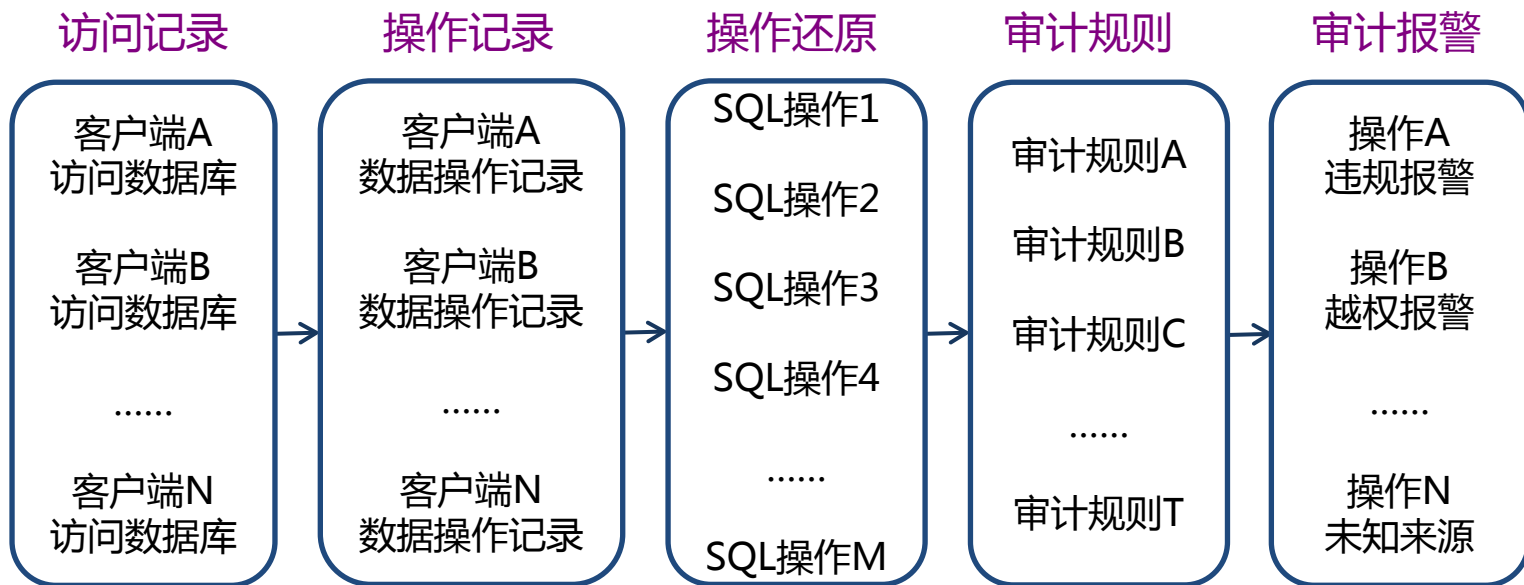 访问记录
客户端A
访问数据库
客户端B
访问数据库
......
客户端N
访问数据库
操作记录
客户端A
数据操作记录
客户端B
数据操作记录
......
客户端N
数据操作记录
操作还原
SQL操作1
SQL操作2
SQL操作3
SQL操作4
......
SQL操作M
审计规则
审计规则A
审计规则B
审计规则C
......
审计规则T
审计报警
操作A
违规报警
操作B
越权报警
......
操作N
未知来源